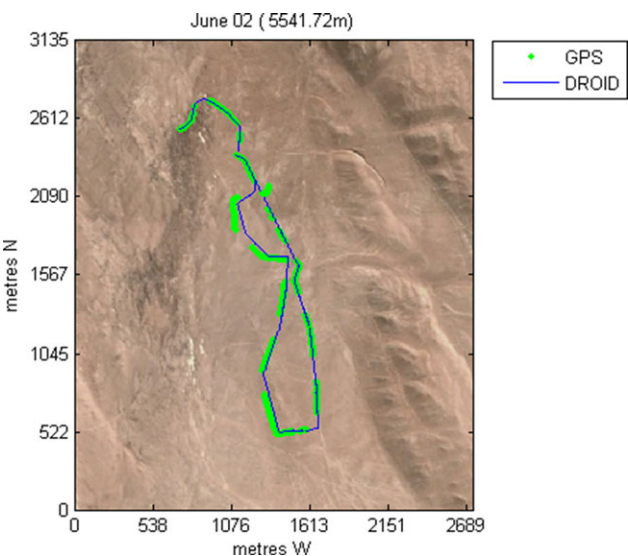 June 02 ( 5541.72m)
GPS
DROID
metres N
3135
2612
2090
1567
1045
522
0
0 538 1076 1613 2151 2689
metres W